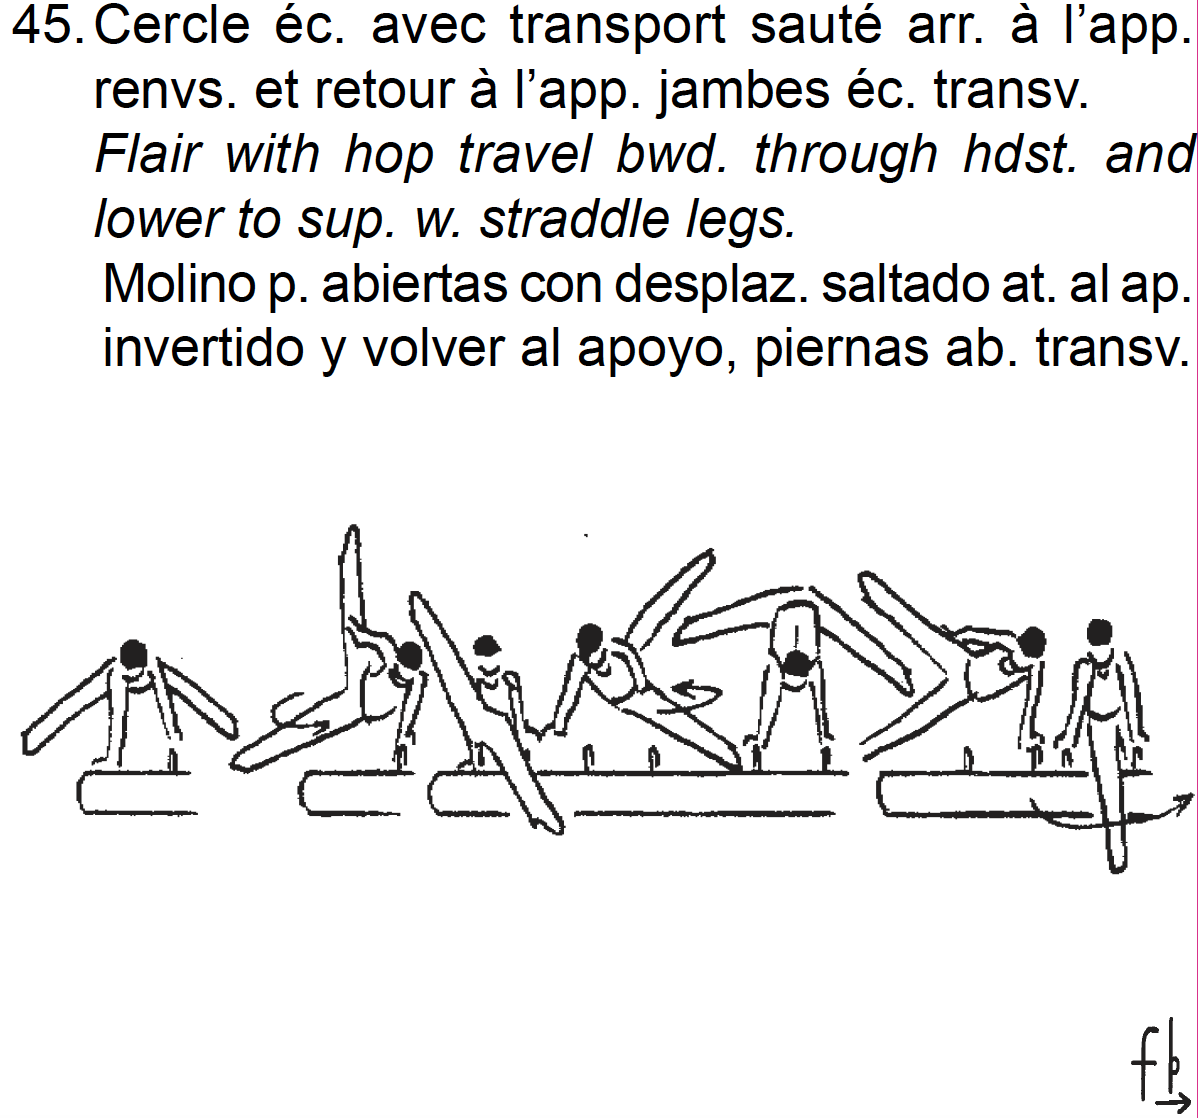 45. Cercle éc. avec transport sauté arr. à l’app.
renvs. et retour à l’app. jambes éc. transv.
Flair with hop travel bwd. through hdst. and
lower to sup. w. straddle legs.
Molino p. abiertas con desplaz. saltado at. al ap.
invertido y volver al apoyo, piernas ab. transv.